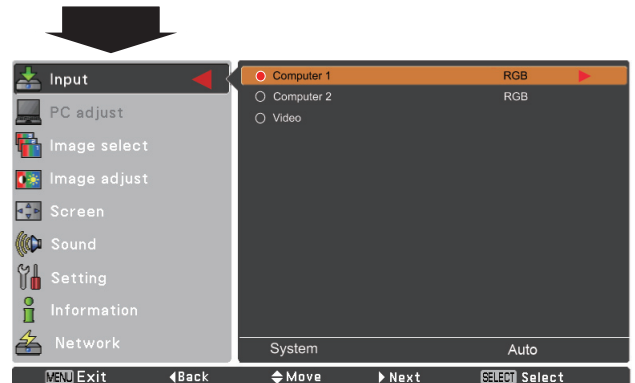 Input
PC adjust
Image select
Image adjust
Screen
Sound
Setting
Information
Network
Computer 1 RGB
Computer 2 RGB
Video
System Auto
MENU Exit Back Move Next SELECT Select